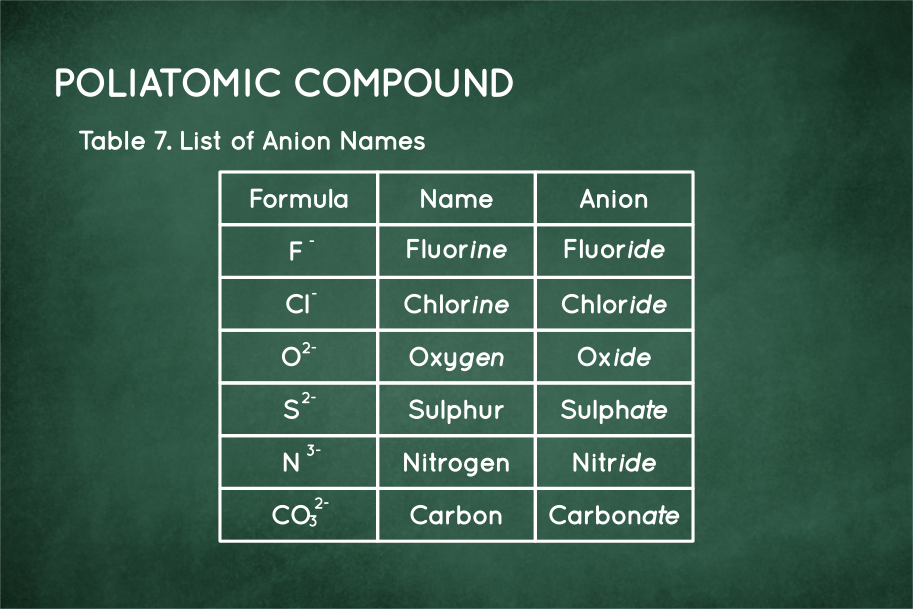 POLIATOMIC COMPOUND
Table 7. List of Anion Names
Formula Name Anion
F⁻ Fluorine Fluoride
Cl⁻ Chlorine Chloride
O²⁻ Oxygen Oxide
S²⁻ Sulphur Sulphate
N³⁻ Nitrogen Nitride
CO₃²⁻ Carbon Carbonate